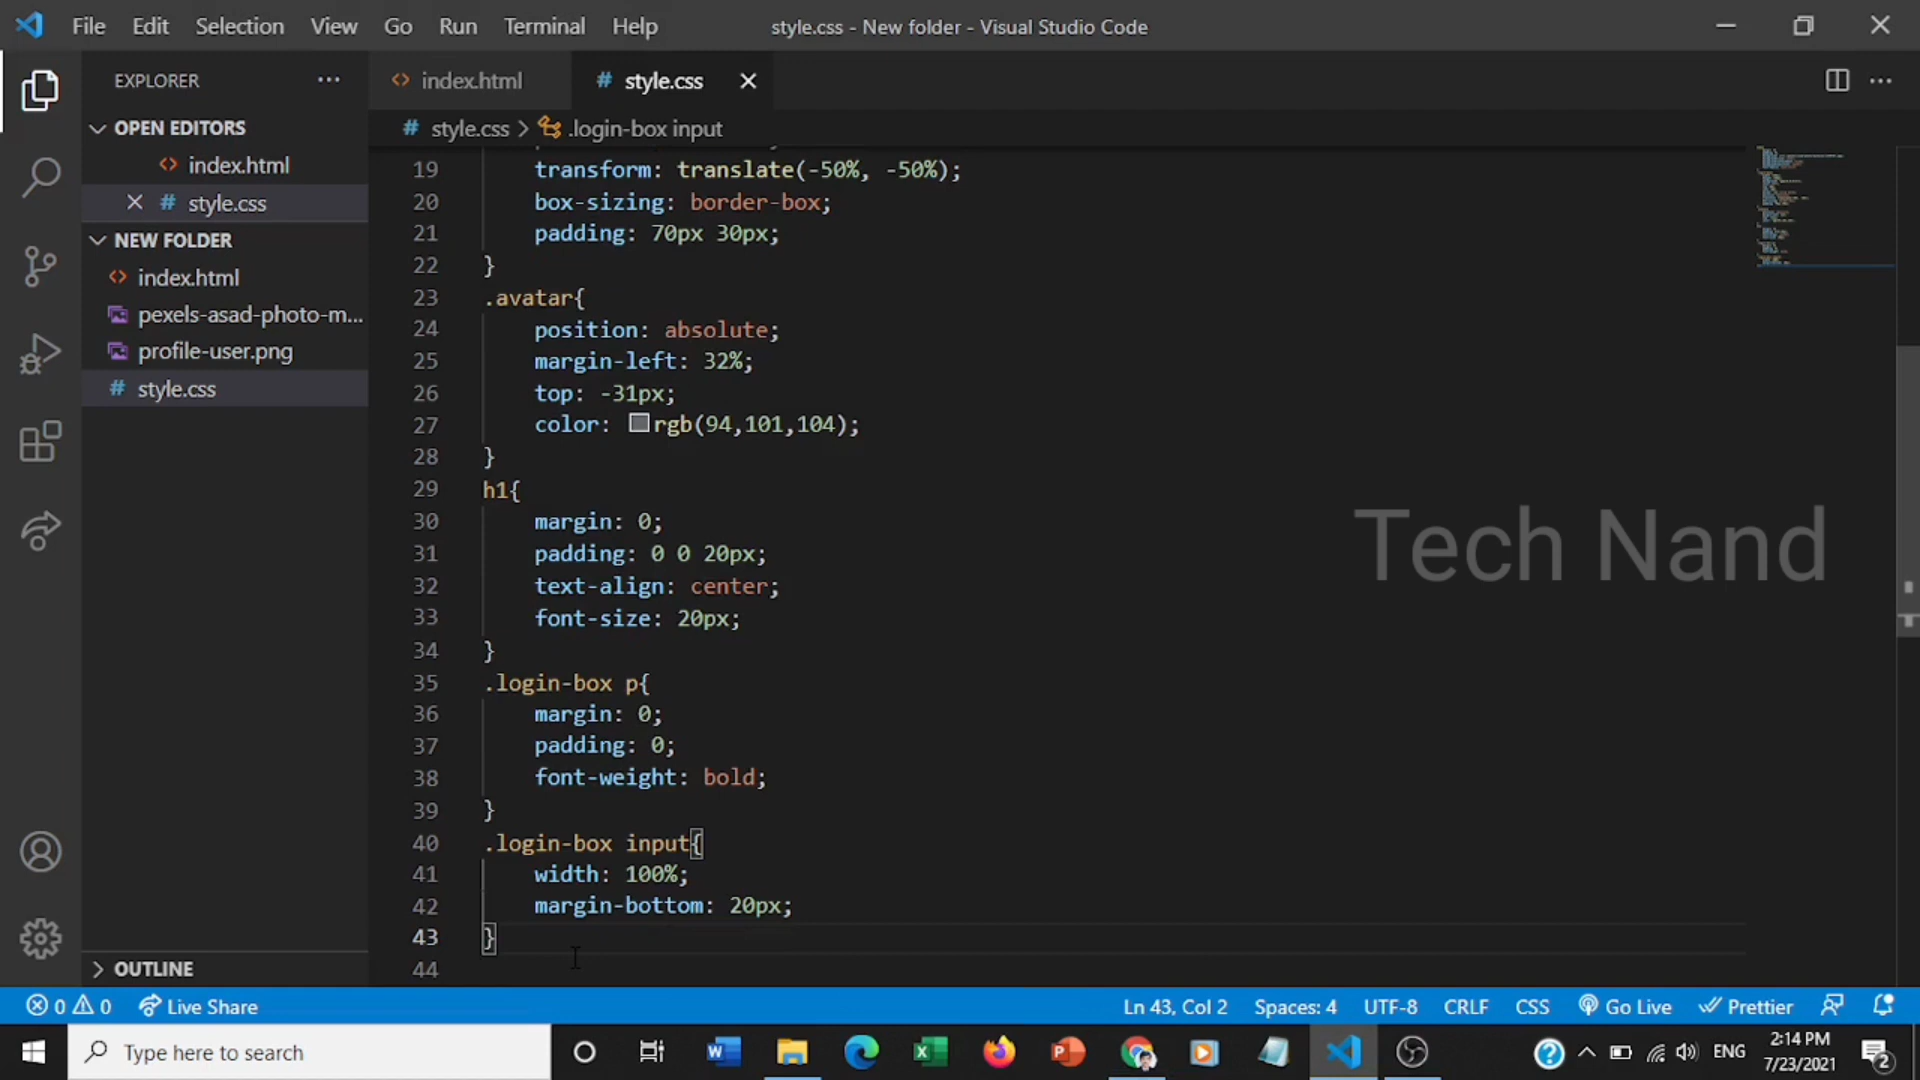 File Edit Selection View Go Run Terminal Help
style.css - New folder - Visual Studio Code
EXPLORER
OPEN EDITORS
index.html
style.css
NEW FOLDER
index.html
pexels-asad-photo-m...
profile-user.png
style.css
OUTLINE
index.html
style.css
style.css > .login-box input
19 transform: translate(-50%, -50%);
20 box-sizing: border-box;
21 padding: 70px 30px;
22 }
23 .avatar{
24 position: absolute;
25 margin-left: 32%;
26 top: -31px;
27 color: rgb(94,101,104);
28 }
29 h1{
30 margin: 0;
31 padding: 0 0 20px;
32 text-align: center;
33 font-size: 20px;
34 }
35 .login-box p{
36 margin: 0;
37 padding: 0;
38 font-weight: bold;
39 }
40 .login-box input{
41 width: 100%;
42 margin-bottom: 20px;
43 }
44
Tech Nand
0 0 Live Share
Ln 43, Col 2 Spaces: 4 UTF-8 CRLF CSS Go Live Prettier
Type here to search
ENG
2:14 PM
7/23/2021
2